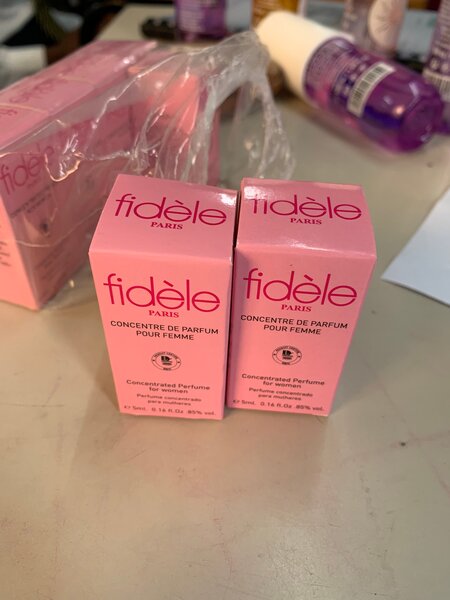 fidèle
PARIS
fidèle
PARIS
CONCENTRE DE PARFUM
POUR FEMME
Concentrated Perfume
for women
Perfume concentrado
para mulheres
℮ 5ml. 0.16 fl.Oz 85% vol.
fidèle
PARIS
fidèle
PARIS
CONCENTRE DE PARFUM
POUR FEMME
Concentrated Perfume
for women
Perfume concentrado
para mulheres
℮ 5ml. 0.16 fl.Oz. 85% vol.
fidèle